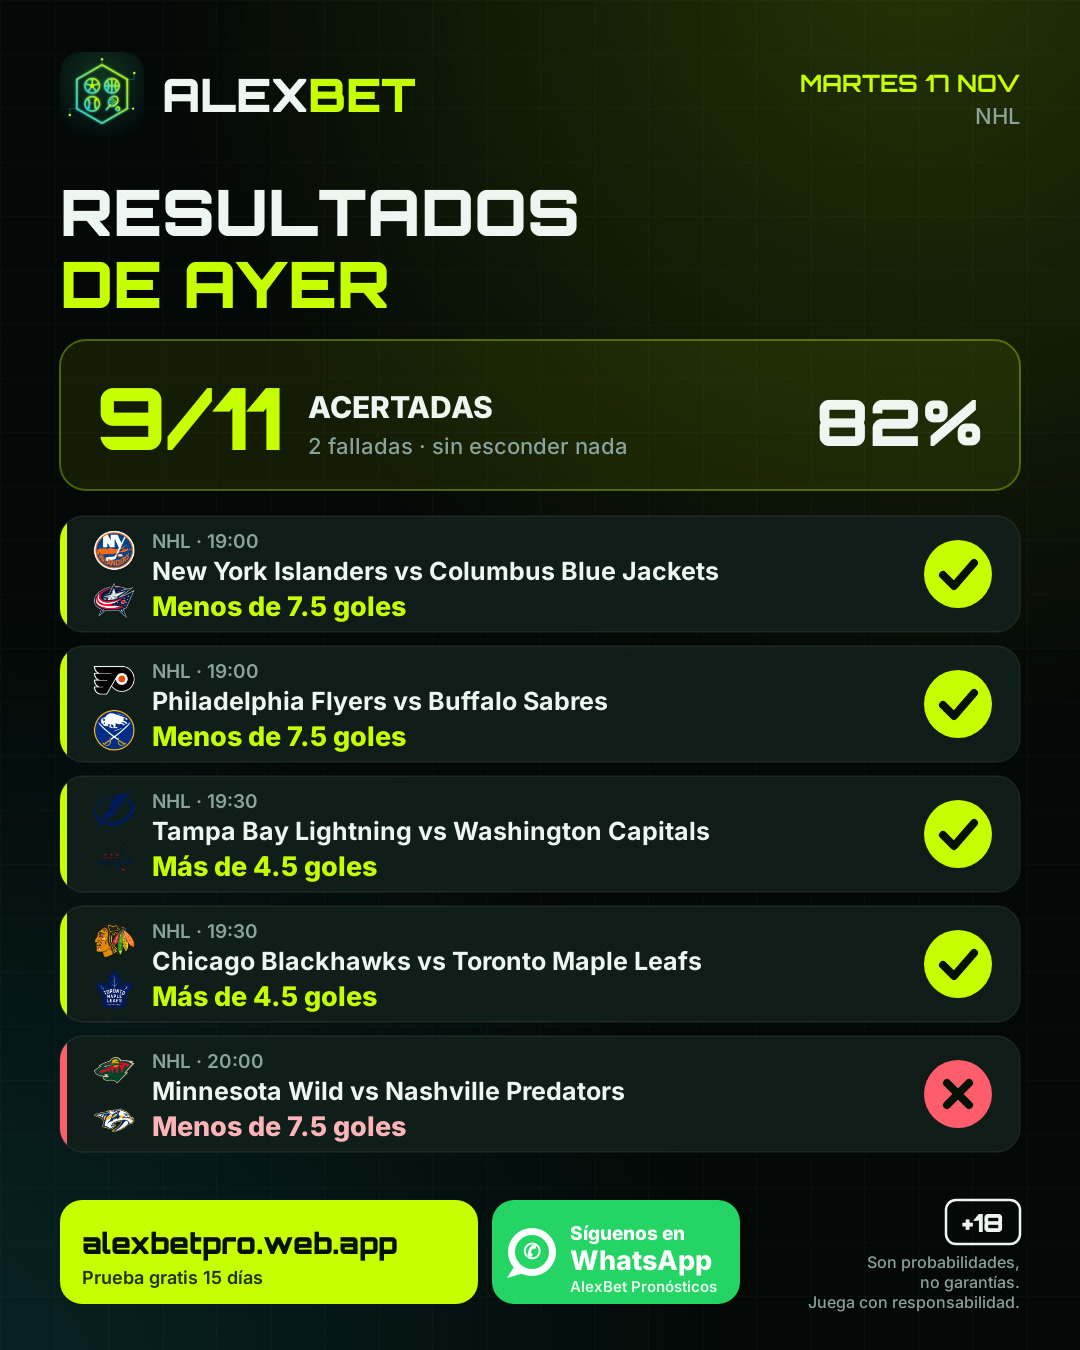 ALEXBET
MARTES 17 NOV
NHL
RESULTADOS
DE AYER
9/11
ACERTADAS
2 falladas · sin esconder nada
82%
NHL · 19:00
New York Islanders vs Columbus Blue Jackets
Menos de 7.5 goles
NHL · 19:00
Philadelphia Flyers vs Buffalo Sabres
Menos de 7.5 goles
NHL · 19:30
Tampa Bay Lightning vs Washington Capitals
Más de 4.5 goles
NHL · 19:30
Chicago Blackhawks vs Toronto Maple Leafs
Más de 4.5 goles
TORONTO
MAPLE
LEAFS
NHL · 20:00
Minnesota Wild vs Nashville Predators
Menos de 7.5 goles
alexbetpro.web.app
Prueba gratis 15 días
Síguenos en
WhatsApp
AlexBet Pronósticos
+18
Son probabilidades,
no garantías.
Juega con responsabilidad.